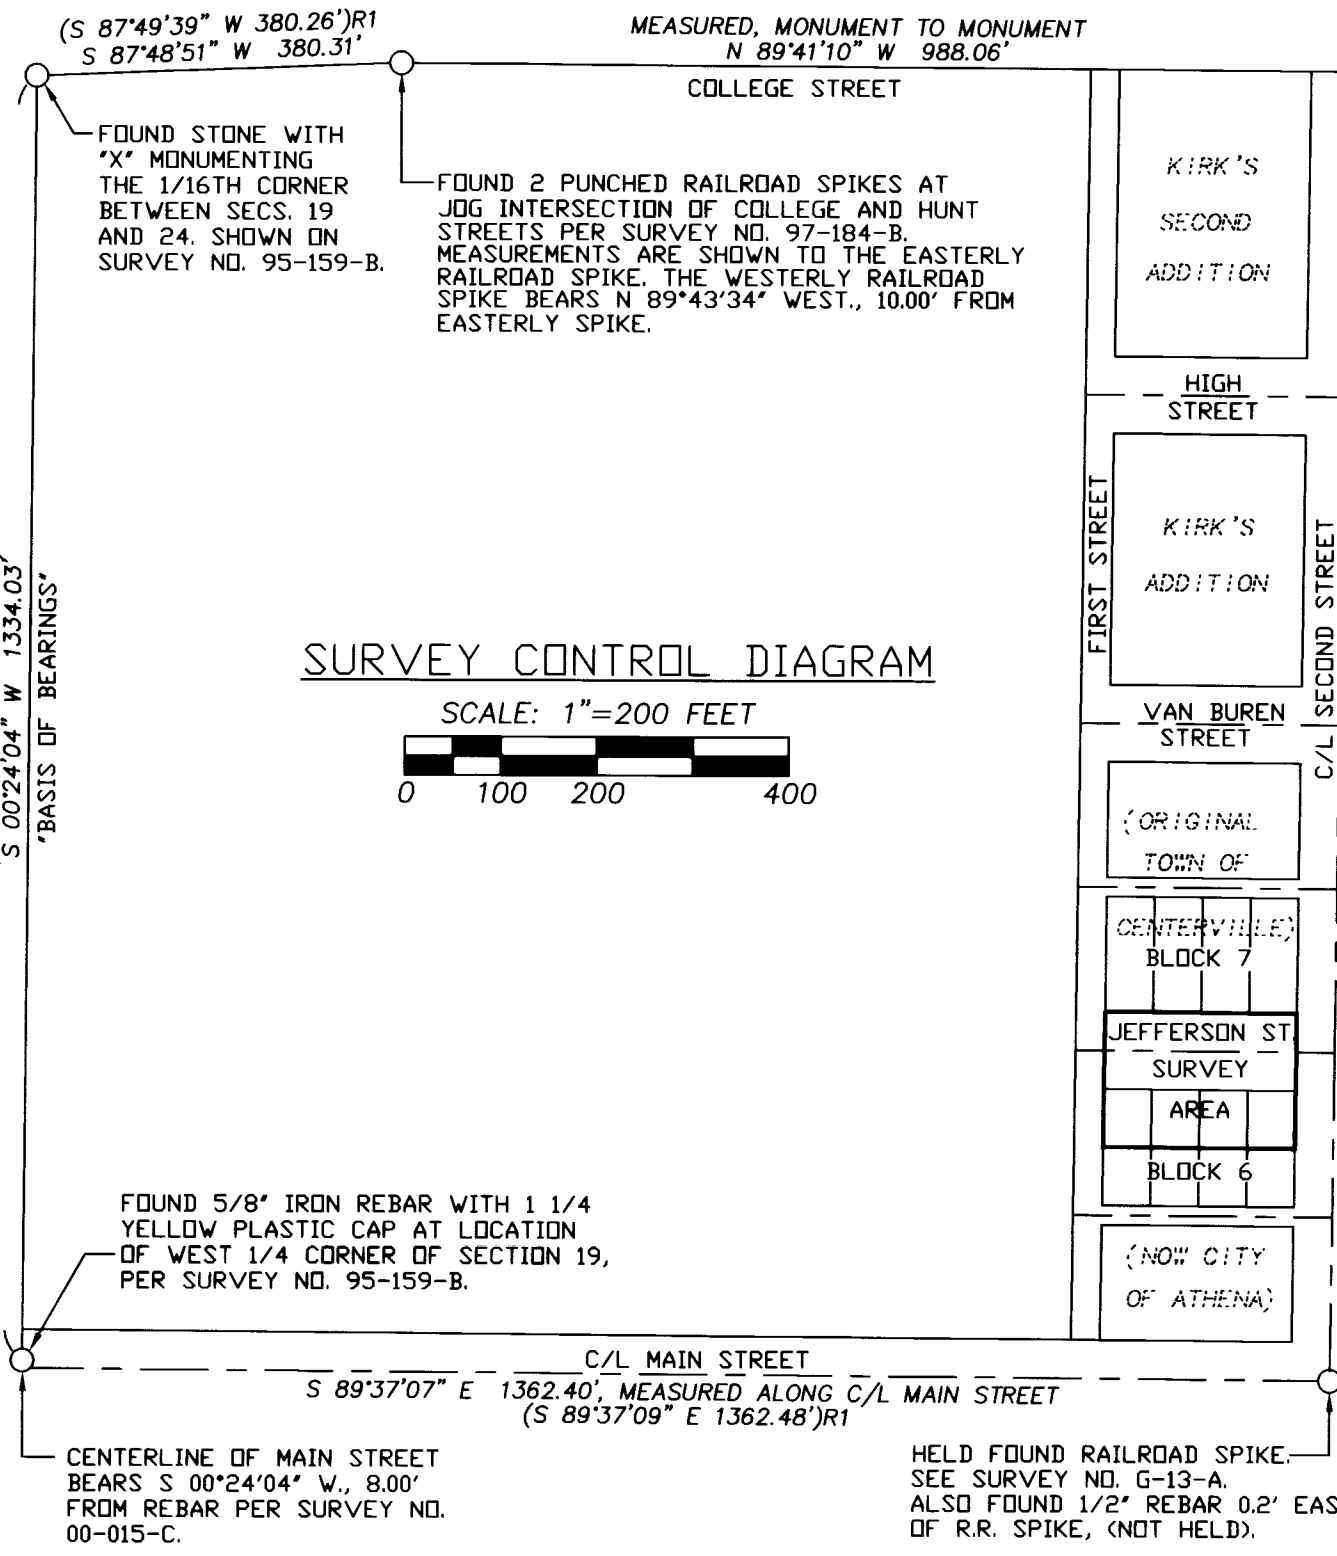 (S 87°49'39" W 380.26')R1
S 87°48'51" W 380.31'
MEASURED, MONUMENT TO MONUMENT
N 89°41'10" W 988.06'
COLLEGE STREET
FOUND STONE WITH
"X" MONUMENTING
THE 1/16TH CORNER
BETWEEN SECS. 19
AND 24. SHOWN ON
SURVEY NO. 95-159-B.
FOUND 2 PUNCHED RAILROAD SPIKES AT
JOG INTERSECTION OF COLLEGE AND HUNT
STREETS PER SURVEY NO. 97-184-B.
MEASUREMENTS ARE SHOWN TO THE EASTERLY
RAILROAD SPIKE. THE WESTERLY RAILROAD
SPIKE BEARS N 89°43'34" WEST., 10.00' FROM
EASTERLY SPIKE.
KIRK'S
SECOND
ADDITION
HIGH
STREET
FIRST STREET
KIRK'S
ADDITION
C/L SECOND STREET
S 00°24'04" W 1334.03'
"BASIS OF BEARINGS"
SURVEY CONTROL DIAGRAM
SCALE: 1"=200 FEET
0 100 200 400
VAN BUREN
STREET
(ORIGINAL
TOWN OF
CENTERVILLE)
BLOCK 7
JEFFERSON ST.
SURVEY
AREA
BLOCK 6
(NOW CITY
OF ATHENA)
FOUND 5/8" IRON REBAR WITH 1 1/4
YELLOW PLASTIC CAP AT LOCATION
OF WEST 1/4 CORNER OF SECTION 19,
PER SURVEY NO. 95-159-B.
C/L MAIN STREET
S 89°37'07" E 1362.40', MEASURED ALONG C/L MAIN STREET
(S 89°37'09" E 1362.48')R1
CENTERLINE OF MAIN STREET
BEARS S 00°24'04" W., 8.00'
FROM REBAR PER SURVEY NO.
00-015-C.
HELD FOUND RAILROAD SPIKE.
SEE SURVEY NO. G-13-A.
ALSO FOUND 1/2" REBAR 0.2' EAS
OF R.R. SPIKE, (NOT HELD).